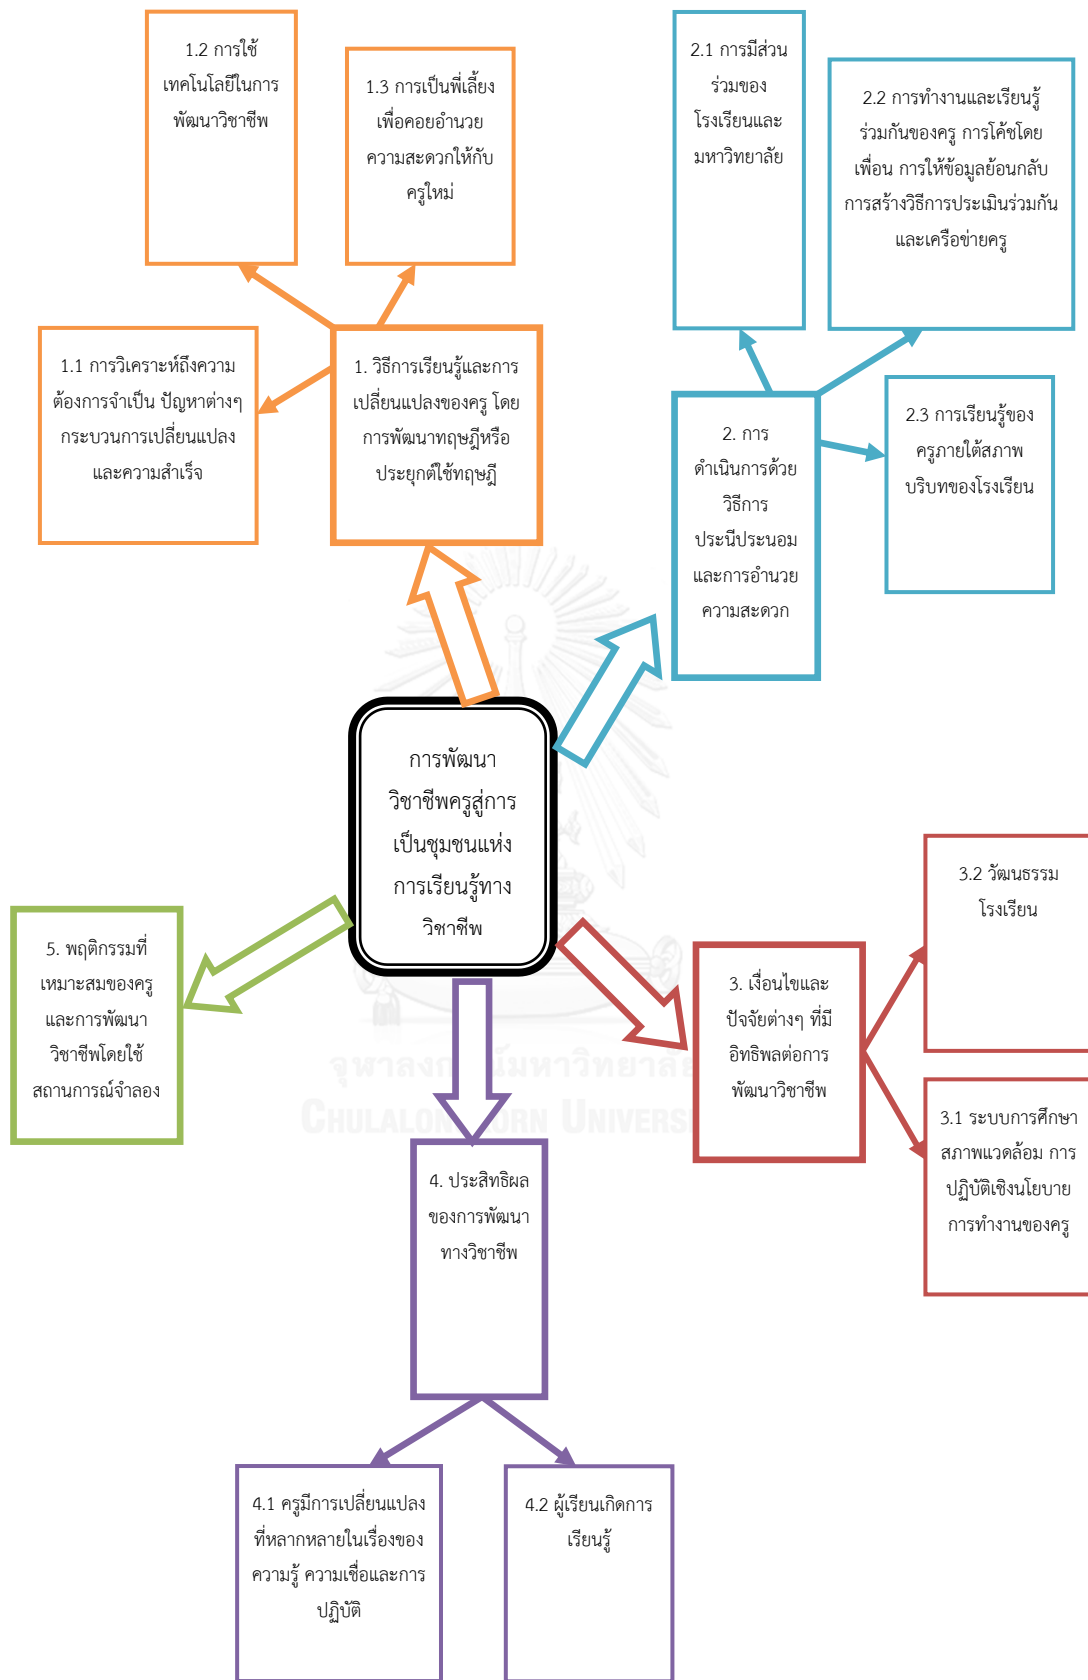 1.2 การใช้
เทคโนโลยีในการ
พัฒนาวิชาชีพ
1.3 การเป็นพี่เลี้ยง
เพื่อคอยอำนวย
ความสะดวกให้กับ
ครูใหม่
2.1 การมีส่วน
ร่วมของ
โรงเรียนและ
มหาวิทยาลัย
2.2 การทำงานและเรียนรู้
ร่วมกันของครู การโค้ชโดย
เพื่อน การให้ข้อมูลย้อนกลับ
การสร้างวิธีการประเมินร่วมกัน
และเครือข่ายครู
1.1 การวิเคราะห์ถึงความ
ต้องการจำเป็น ปัญหาต่างๆ
กระบวนการเปลี่ยนแปลง
และความสำเร็จ
1. วิธีการเรียนรู้และการ
เปลี่ยนแปลงของครู โดย
การพัฒนาทฤษฎีหรือ
ประยุกต์ใช้ทฤษฎี
2. การ
ดำเนินการด้วย
วิธีการ
ประนีประนอม
และการอำนวย
ความสะดวก
2.3 การเรียนรู้ของ
ครูภายใต้สภาพ
บริบทของโรงเรียน
การพัฒนา
วิชาชีพครูสู่การ
เป็นชุมชนแห่ง
การเรียนรู้ทาง
วิชาชีพ
3.2 วัฒนธรรม
โรงเรียน
5. พฤติกรรมที่
เหมาะสมของครู
และการพัฒนา
วิชาชีพโดยใช้
สถานการณ์จำลอง
3. เงื่อนไขและ
ปัจจัยต่างๆ ที่มี
อิทธิพลต่อการ
พัฒนาวิชาชีพ
3.1 ระบบการศึกษา
สภาพแวดล้อม การ
ปฏิบัติเชิงนโยบาย
การทำงานของครู
4. ประสิทธิผล
ของการพัฒนา
ทางวิชาชีพ
4.1 ครูมีการเปลี่ยนแปลง
ที่หลากหลายในเรื่องของ
ความรู้ ความเชื่อและการ
ปฏิบัติ
4.2 ผู้เรียนเกิดการ
เรียนรู้